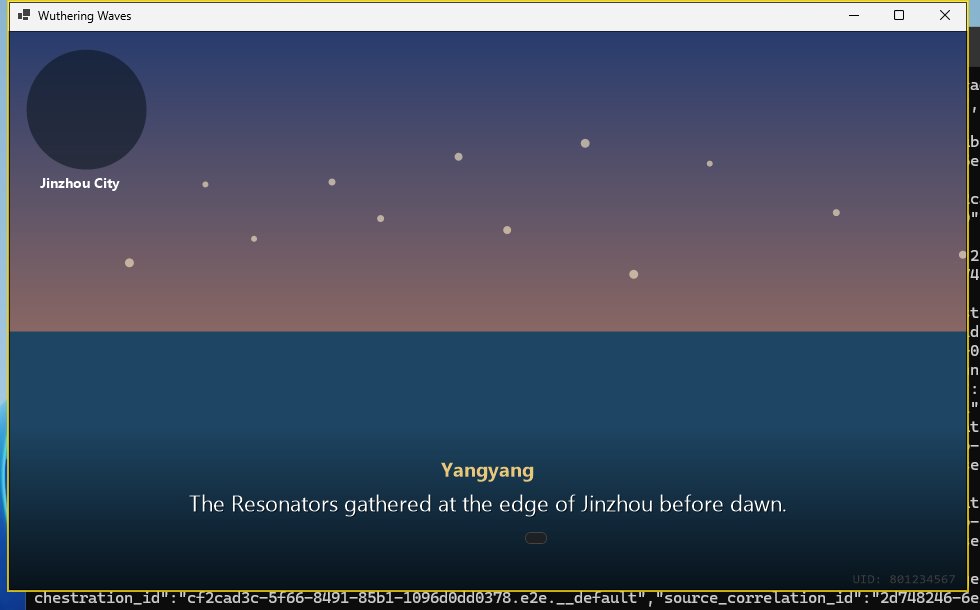 Wuthering Waves
Jinzhou City
Yangyang
The Resonators gathered at the edge of Jinzhou before dawn.
UID: 801234567
chestration_id":"cf2cad3c-5f66-8491-85b1-1096d0dd0378.e2e.__default","source_correlation_id":"2d748246-6